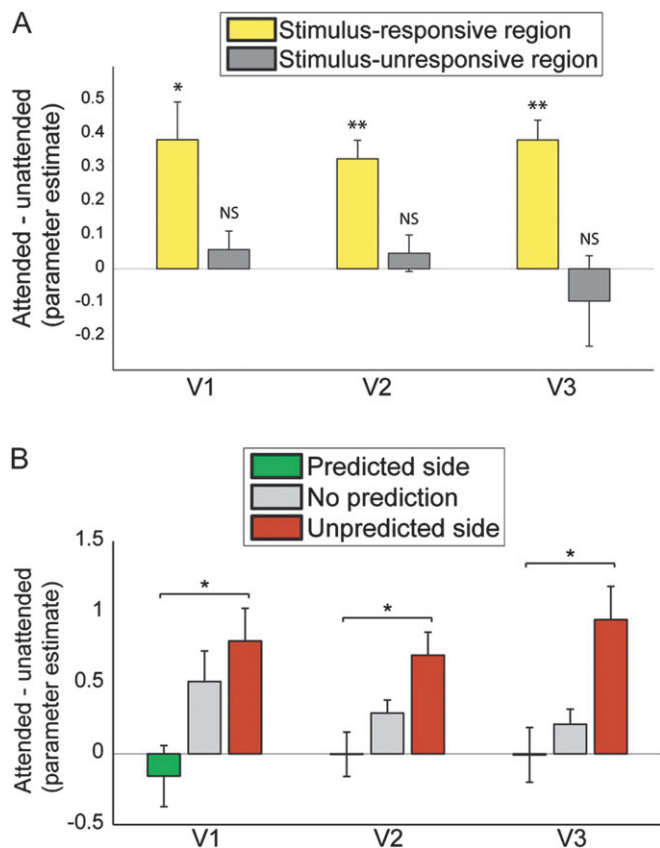 A
Stimulus-responsive region
Stimulus-unresponsive region
Attended - unattended
(parameter estimate)
0.5
0.4
0.3
0.2
0.1
0
-0.1
-0.2
*
NS
**
NS
**
NS
V1 V2 V3
B
Predicted side
No prediction
Unpredicted side
Attended - unattended
(parameter estimate)
1.5
1
0.5
0
-0.5
*
*
*
V1 V2 V3